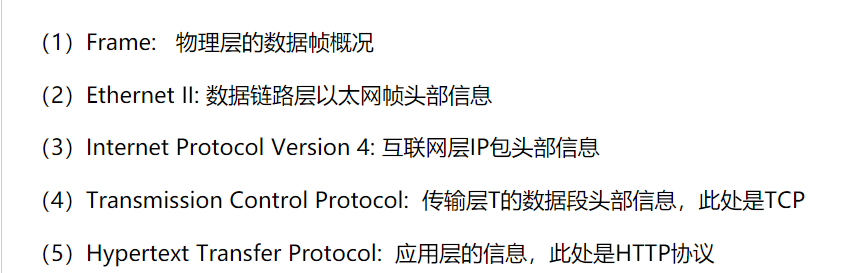 （1）Frame:   物理层的数据帧概况
（2）Ethernet II: 数据链路层以太网帧头部信息
（3）Internet Protocol Version 4: 互联网层IP包头部信息
（4）Transmission Control Protocol:  传输层T的数据段头部信息，此处是TCP
（5）Hypertext Transfer Protocol:  应用层的信息，此处是HTTP协议